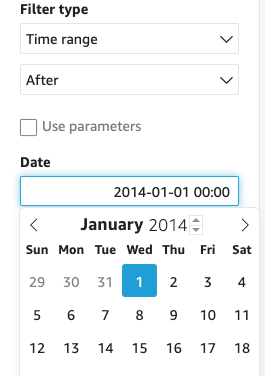 Filter type
Time range
After
Use parameters
Date
2014-01-01 00:00
January 2014
Sun Mon Tue Wed Thu Fri Sat
29 30 31 1 2 3 4
5 6 7 8 9 10 11
12 13 14 15 16 17 18